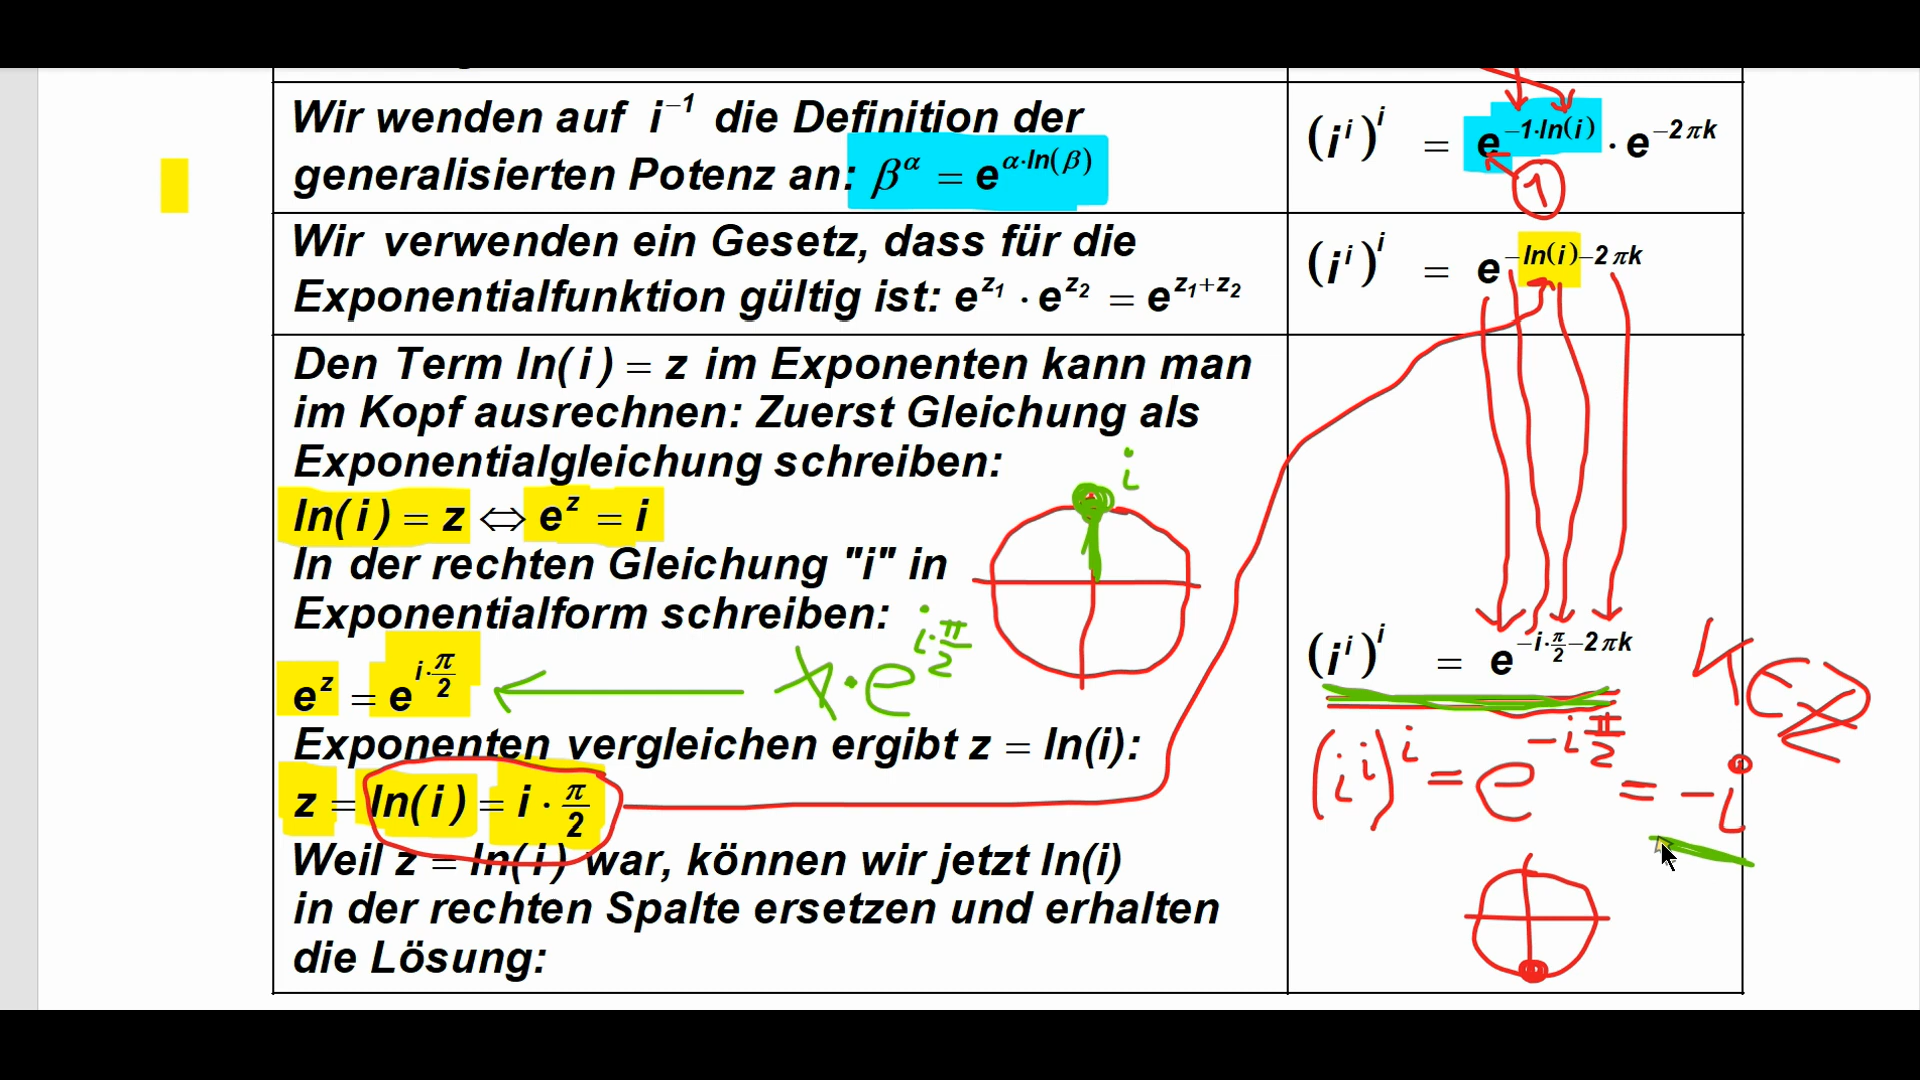 Wir wenden auf i⁻¹ die Definition der
generalisierten Potenz an: β^α = e^(α·ln(β))
(i^i)^i = e^(−1·ln(i)) · e^(−2πk)
1
Wir verwenden ein Gesetz, dass für die
Exponentialfunktion gültig ist: e^(z₁) · e^(z₂) = e^(z₁+z₂)
(i^i)^i = e^(−ln(i)−2πk)
Den Term ln(i) = z im Exponenten kann man
im Kopf ausrechnen: Zuerst Gleichung als
Exponentialgleichung schreiben:
i
ln(i) = z ⇔ e^z = i
In der rechten Gleichung "i" in
Exponentialform schreiben:
e^z = e^(i·π/2)
· e^(i·π/2)
(i^i)^i = e^(−i·π/2−2πk)
Exponenten vergleichen ergibt z = ln(i):
(i^i)^i = e^(−iπ/2) = −i
z = ln(i) = i · π/2
Weil z = ln(i) war, können wir jetzt ln(i)
in der rechten Spalte ersetzen und erhalten
die Lösung: